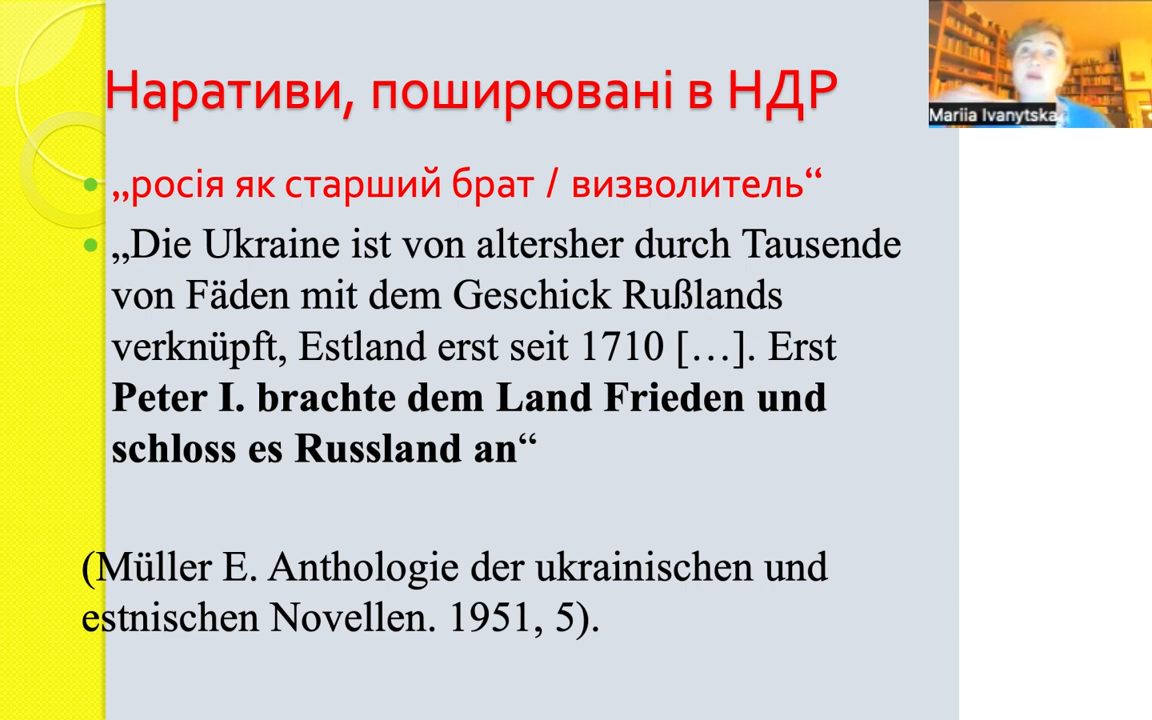 Наративи, поширювані в НДР
Mariia Ivanytska
„росія як старший брат / визволитель“
„Die Ukraine ist von altersher durch Tausende
von Fäden mit dem Geschick Rußlands
verknüpft, Estland erst seit 1710 […]. Erst
Peter I. brachte dem Land Frieden und
schloss es Russland an“
(Müller E. Anthologie der ukrainischen und
estnischen Novellen. 1951, 5).